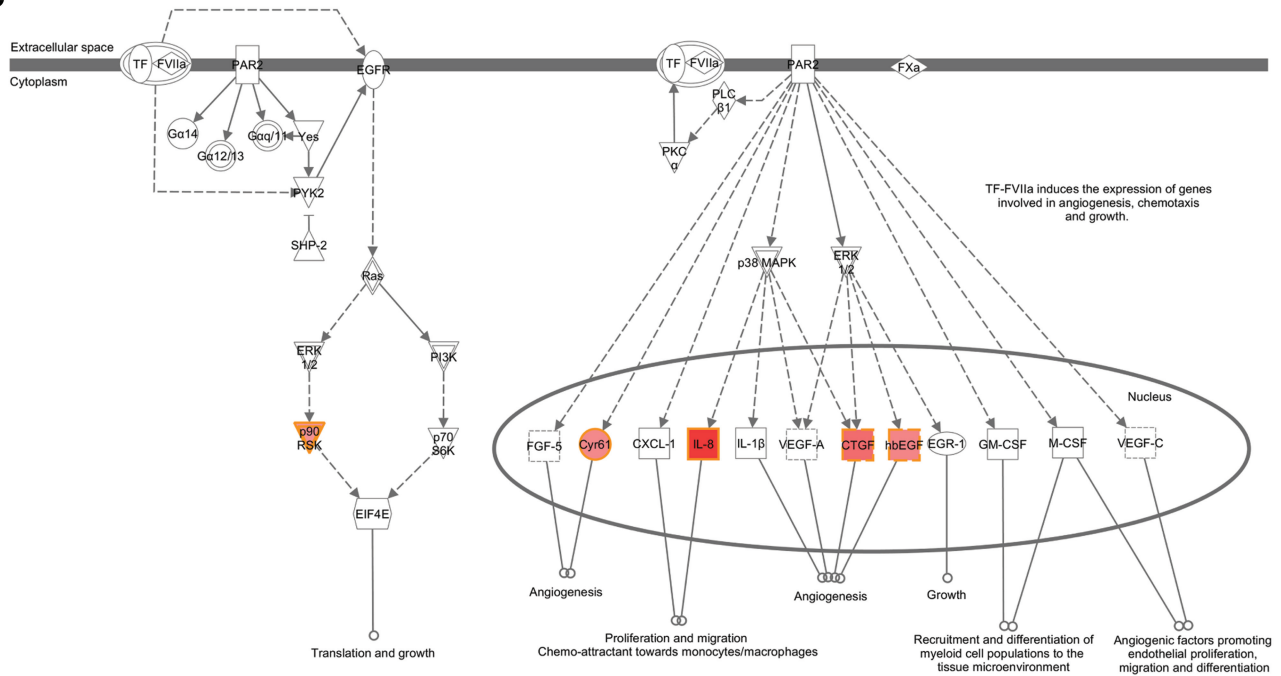 Extracellular space
Cytoplasm
TF
FVIIa
PAR2
EGFR
Gα14
Gα12/13
Gαq/11
Yes
PYK2
SHP-2
Ras
ERK
1/2
PI3K
p90
RSK
p70
S6K
EIF4E
Translation and growth
TF
FVIIa
PAR2
FXa
PLC
β1
PKC
α
TF-FVIIa induces the expression of genes
involved in angiogenesis, chemotaxis
and growth.
p38 MAPK
ERK
1/2
Nucleus
FGF-5
Cyr61
CXCL-1
IL-8
IL-1β
VEGF-A
CTGF
hbEGF
EGR-1
GM-CSF
M-CSF
VEGF-C
Angiogenesis
Proliferation and migration
Chemo-attractant towards monocytes/macrophages
Angiogenesis
Growth
Recruitment and differentiation of
myeloid cell populations to the
tissue microenvironment
Angiogenic factors promoting
endothelial proliferation,
migration and differentiation